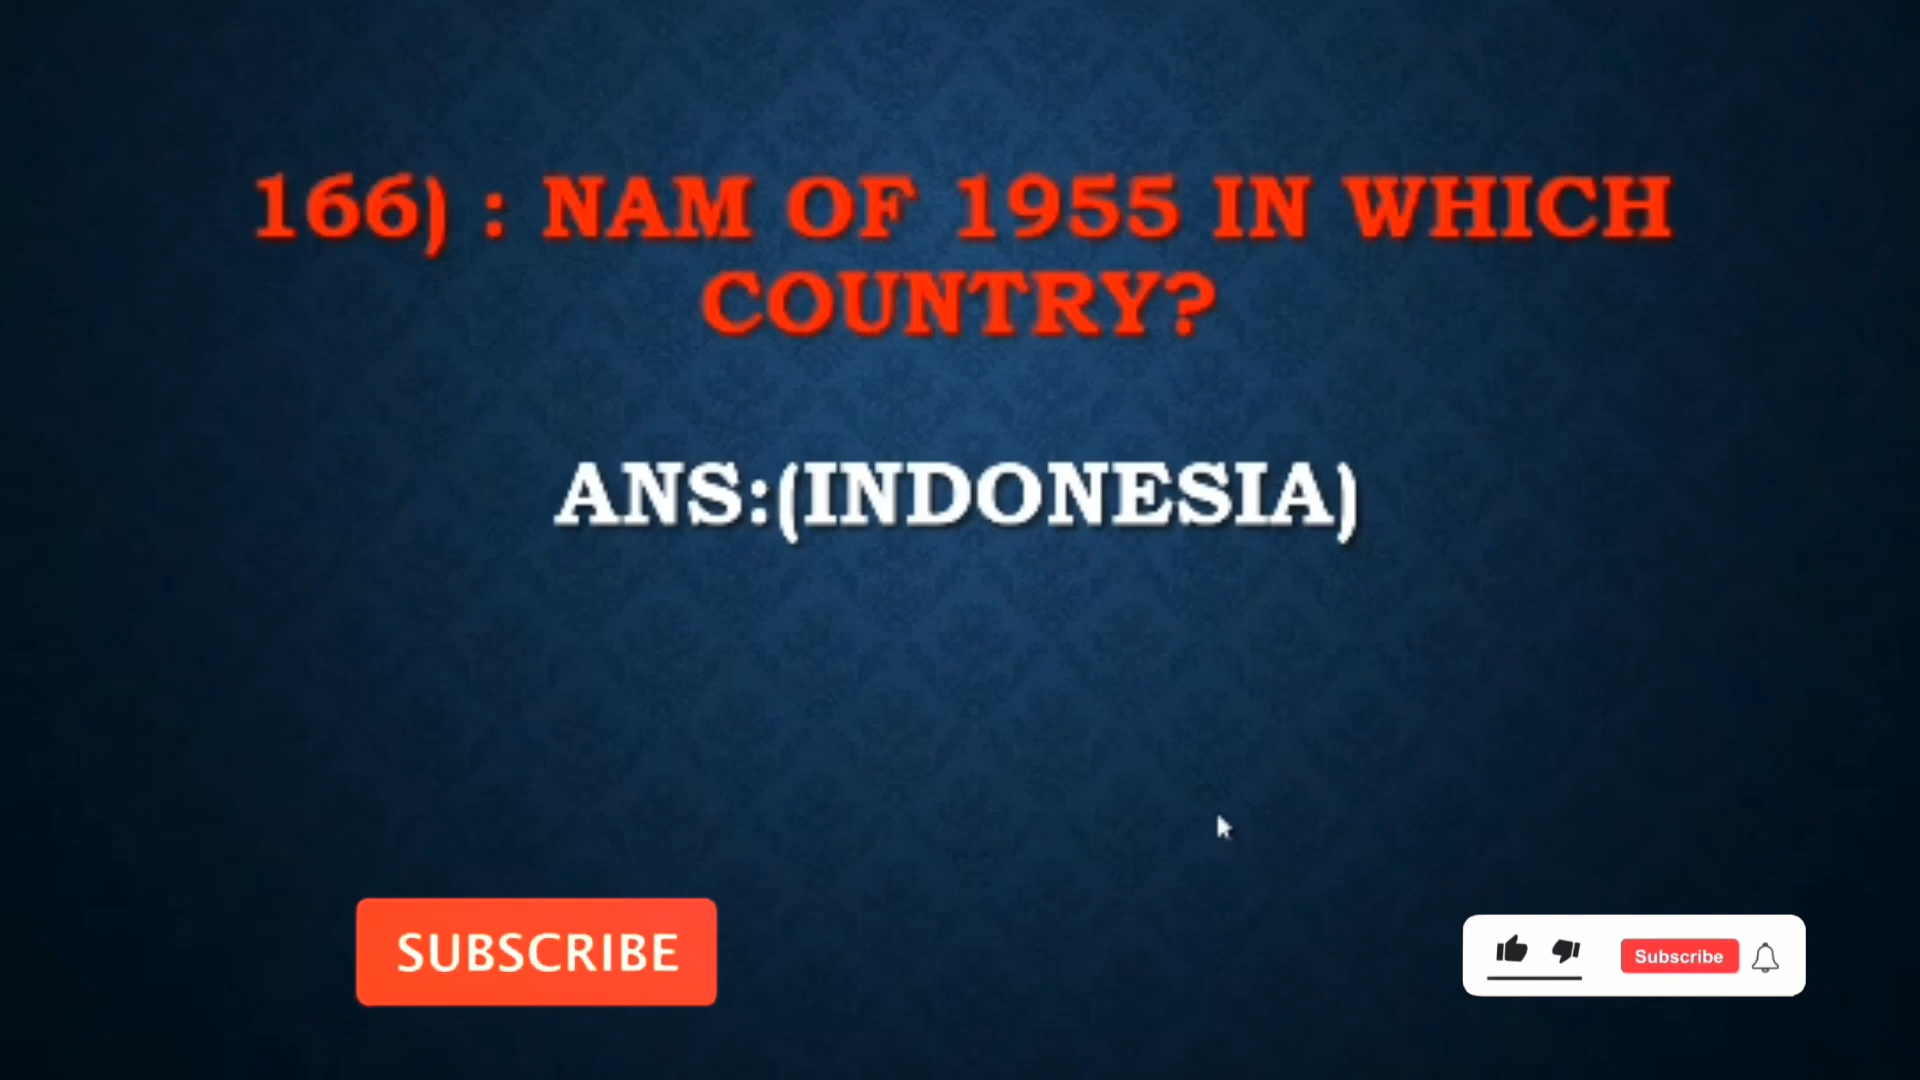 166) : NAM OF 1955 IN WHICH
COUNTRY?
ANS:(INDONESIA)
SUBSCRIBE
Subscribe